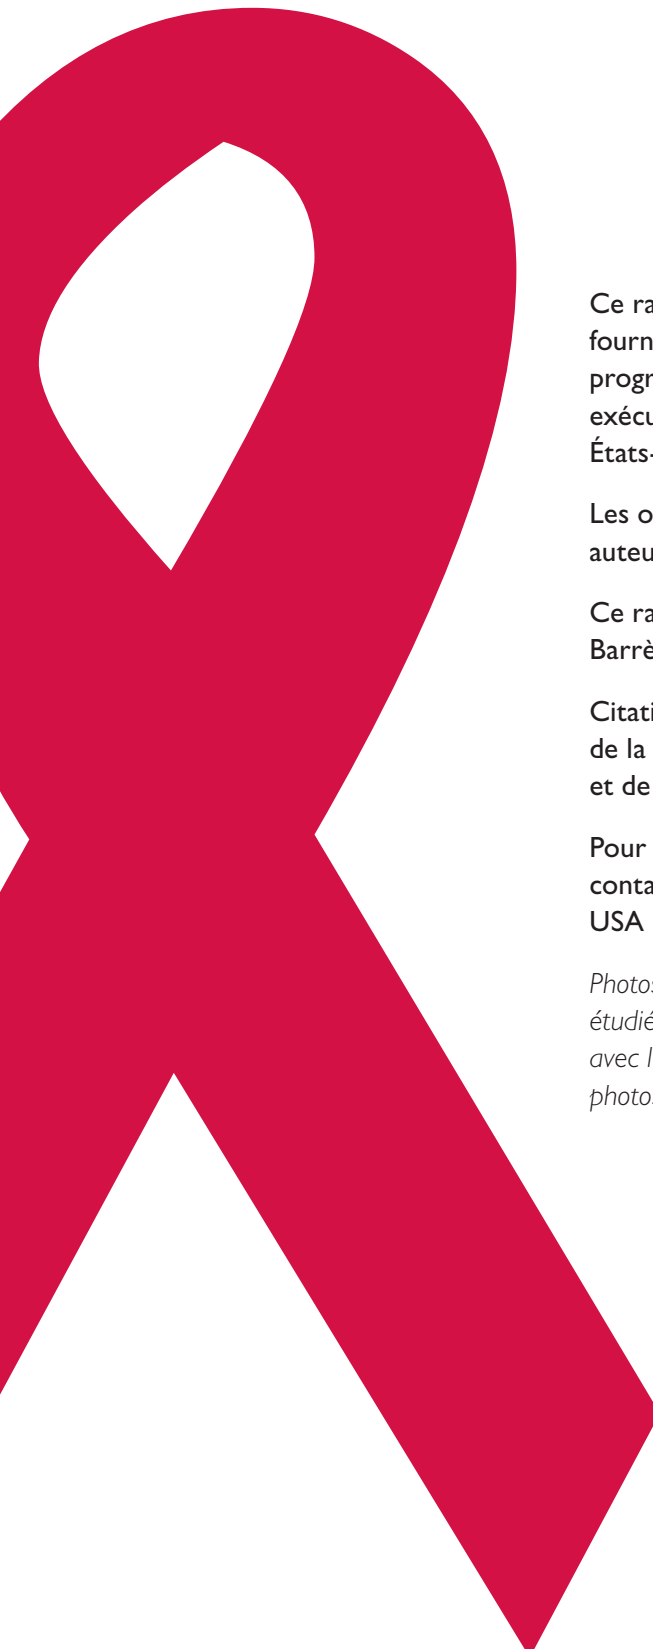 Ce ra
fourn
progr
exécu
États-
Les o
auteu
Ce ra
Barrè
Citati
de la
et de
Pour
conta
USA
Photos
étudié
avec l
photos